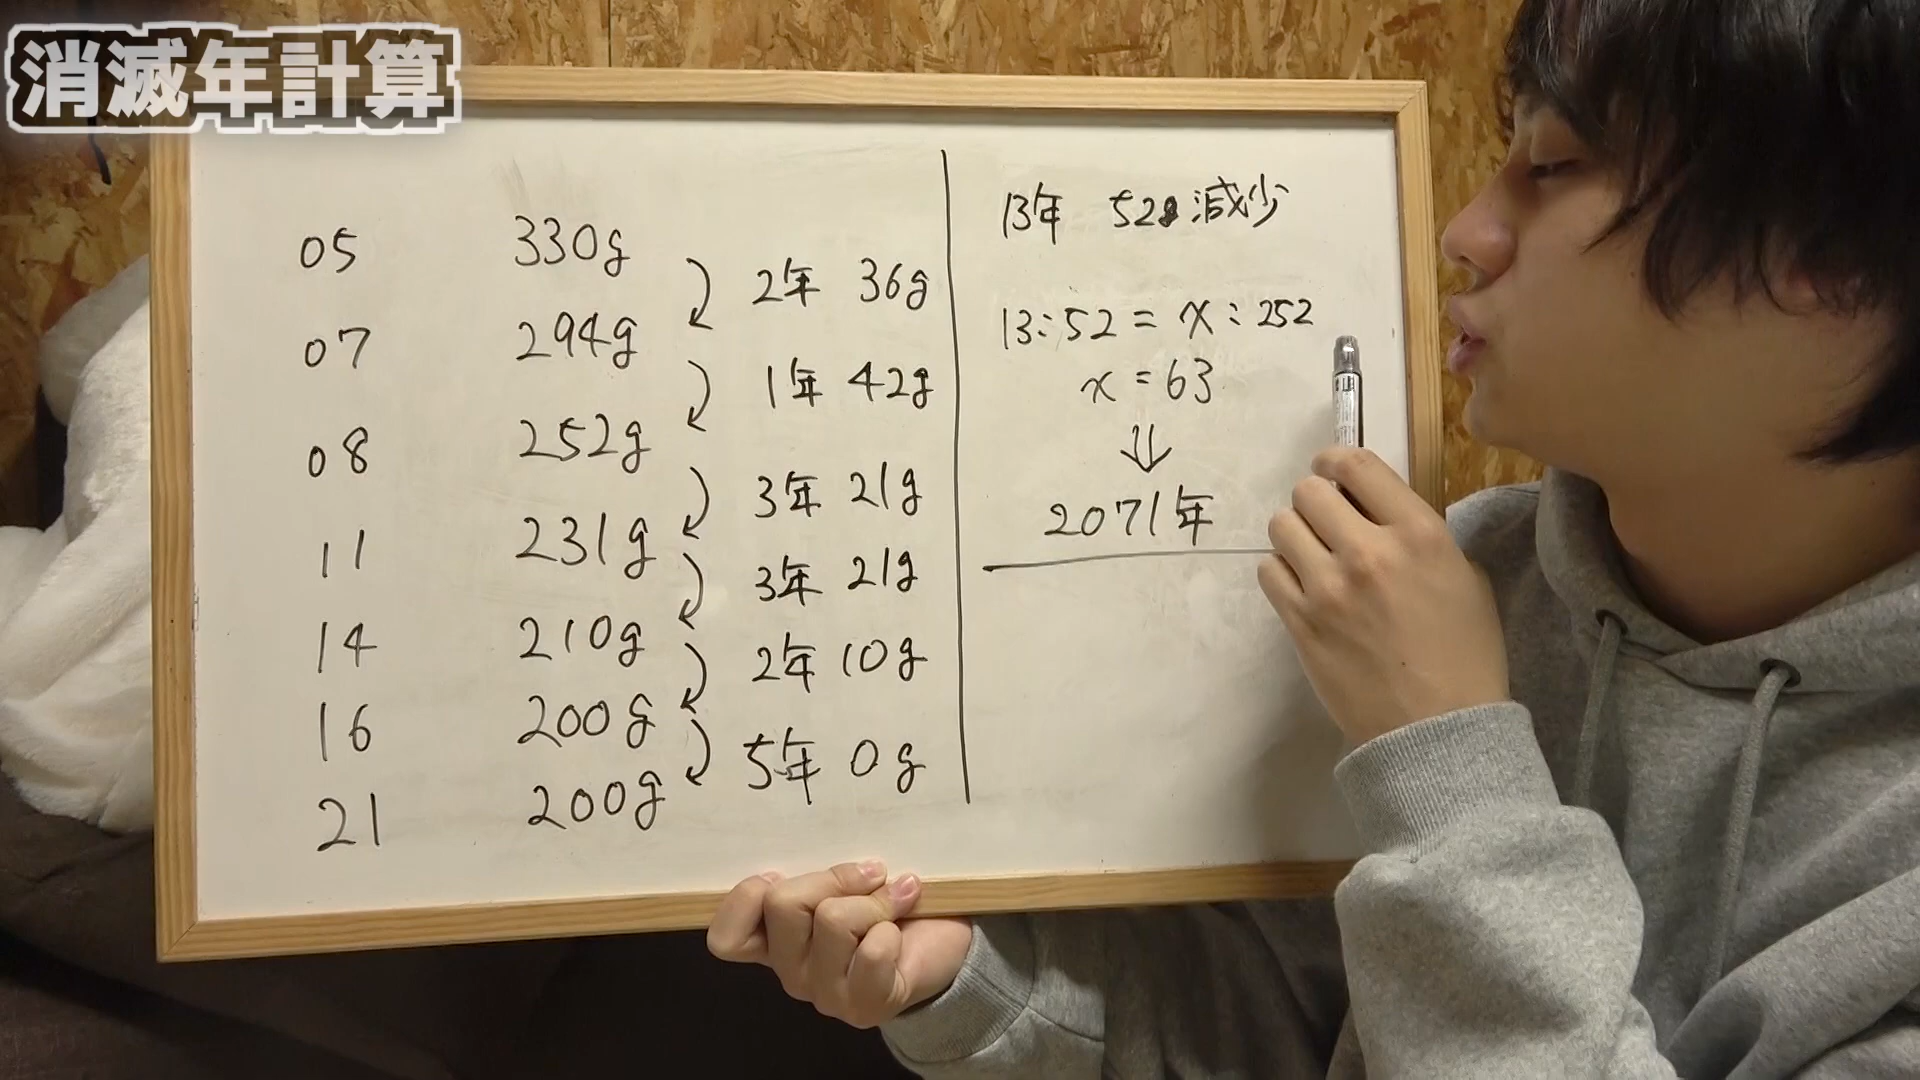 消滅年計算
05 330g
2年 36g
07 294g
1年 42g
08 252g
3年 21g
11 231g
3年 21g
14 210g
2年 10g
16 200g
5年 0g
21 200g
13年 52g減少
13:52=x:252
x=63
⇓
2071年